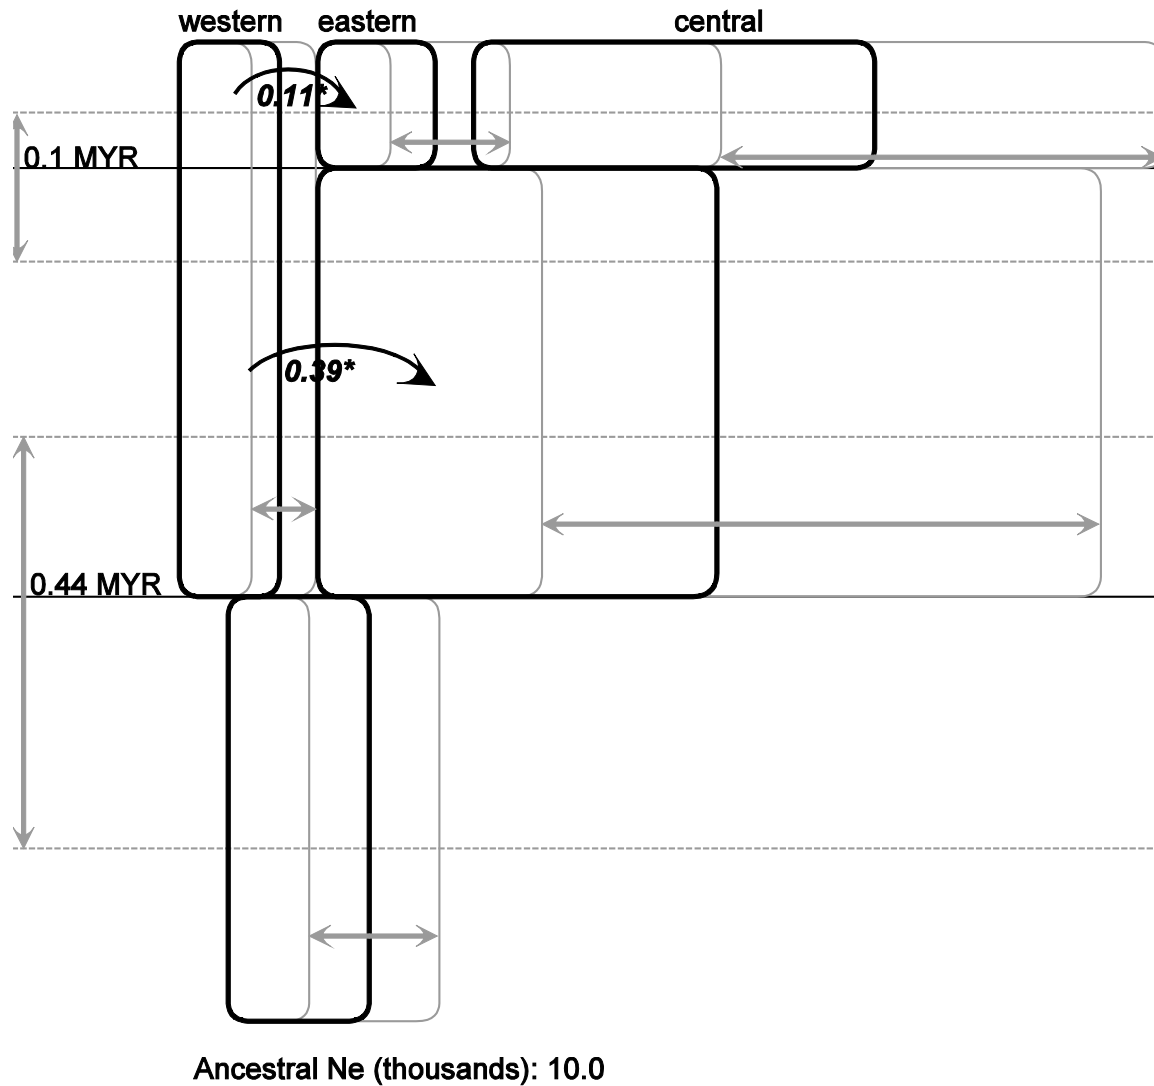 western eastern central
0.11*
0.1 MYR
0.39*
0.44 MYR
Ancestral Ne (thousands): 10.0